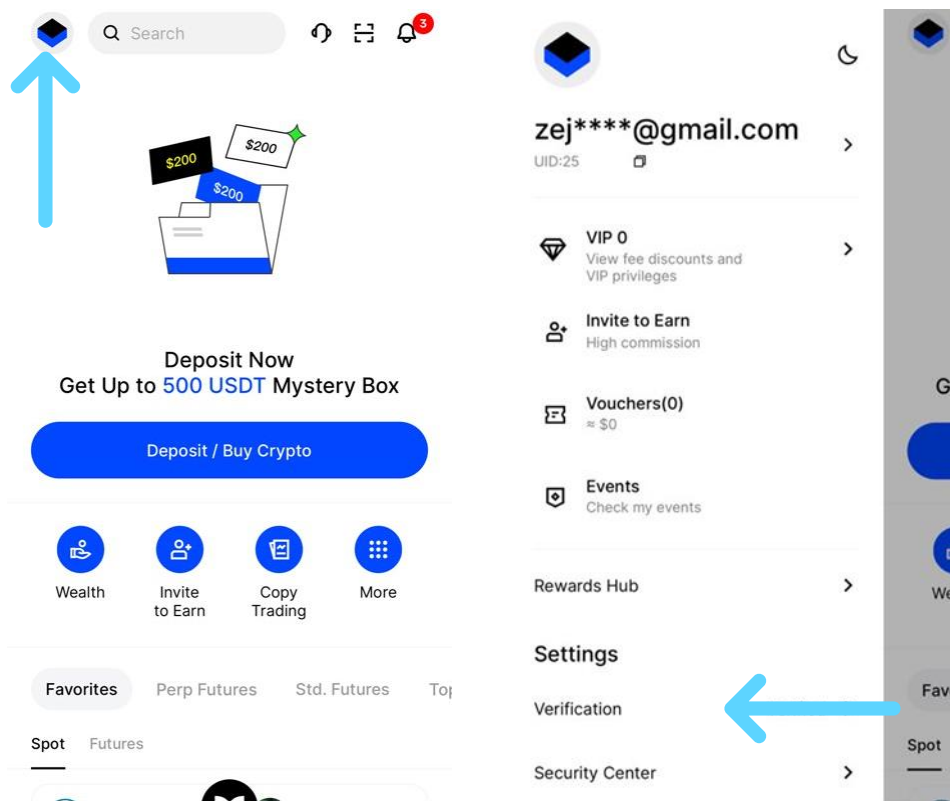 Search
3
$200
$200
$200
Deposit Now
Get Up to 500 USDT Mystery Box
Deposit / Buy Crypto
Wealth
Invite
to Earn
Copy
Trading
More
Favorites
Perp Futures
Std. Futures
Spot
Futures
zej****@gmail.com
UID:25
VIP 0
View fee discounts and
VIP privileges
Invite to Earn
High commission
Vouchers(0)
≈ $0
Events
Check my events
Rewards Hub
Settings
Verification
Security Center
G
We
Fav
Spot